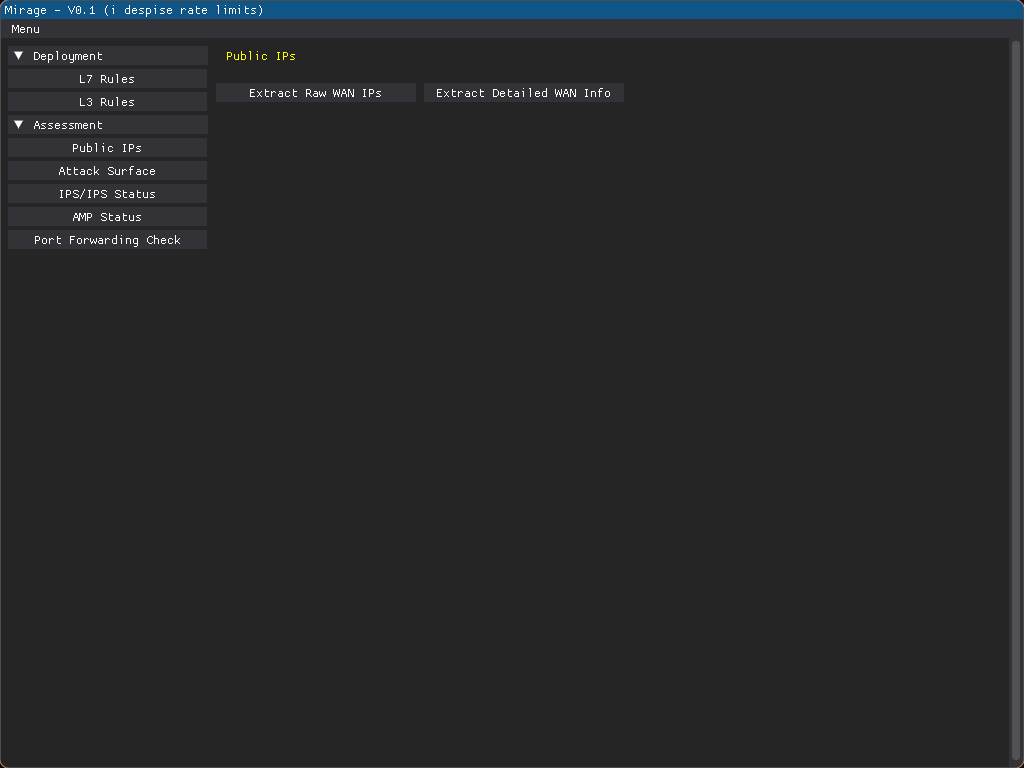 Mirage - V0.1 (i despise rate limits)
Menu
▼ Deployment
L7 Rules
L3 Rules
▼ Assessment
Public IPs
Attack Surface
IPS/IPS Status
AMP Status
Port Forwarding Check
Public IPs
Extract Raw WAN IPs
Extract Detailed WAN Info